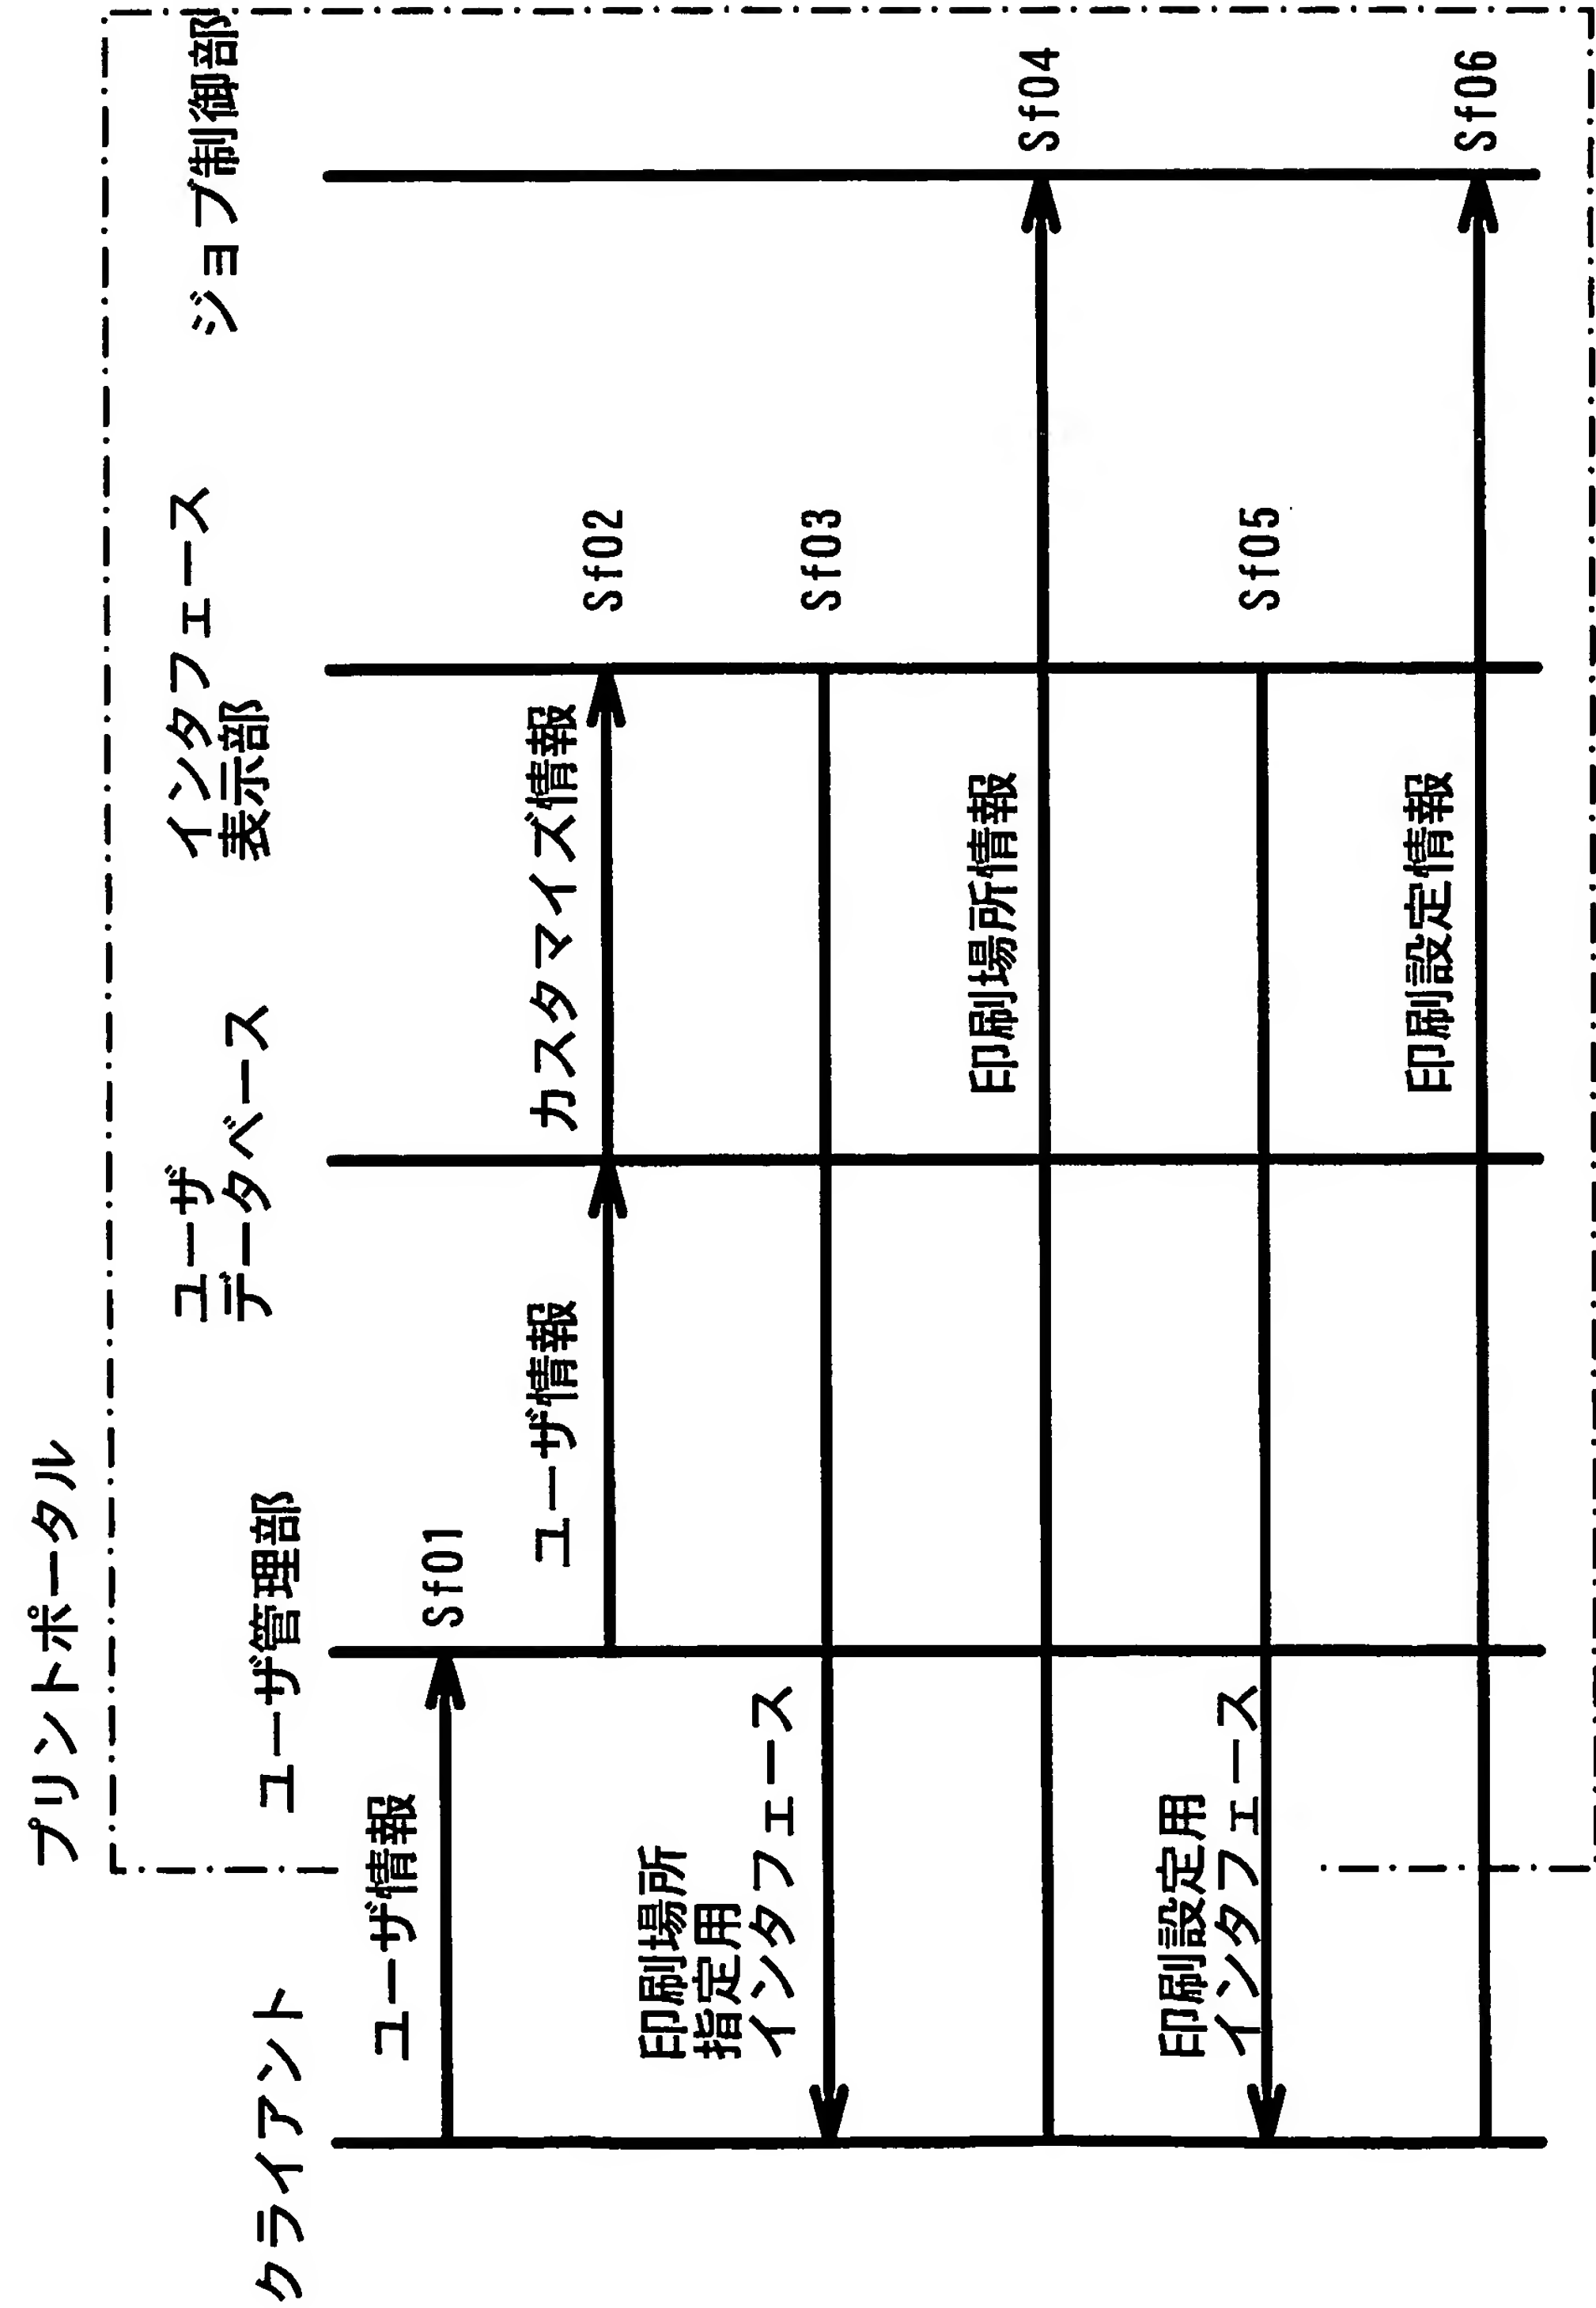 プリントポータル
クライアント
ユーザ管理部
ユーザ
データベース
インタフェース
表示部
ジョブ制御部
ユーザ情報
Sf01
ユーザ情報
カスタマイズ情報
Sf02
印刷場所
指定用
インタフェース
Sf03
印刷場所情報
Sf04
印刷設定用
インタフェース
Sf05
印刷設定情報
Sf06